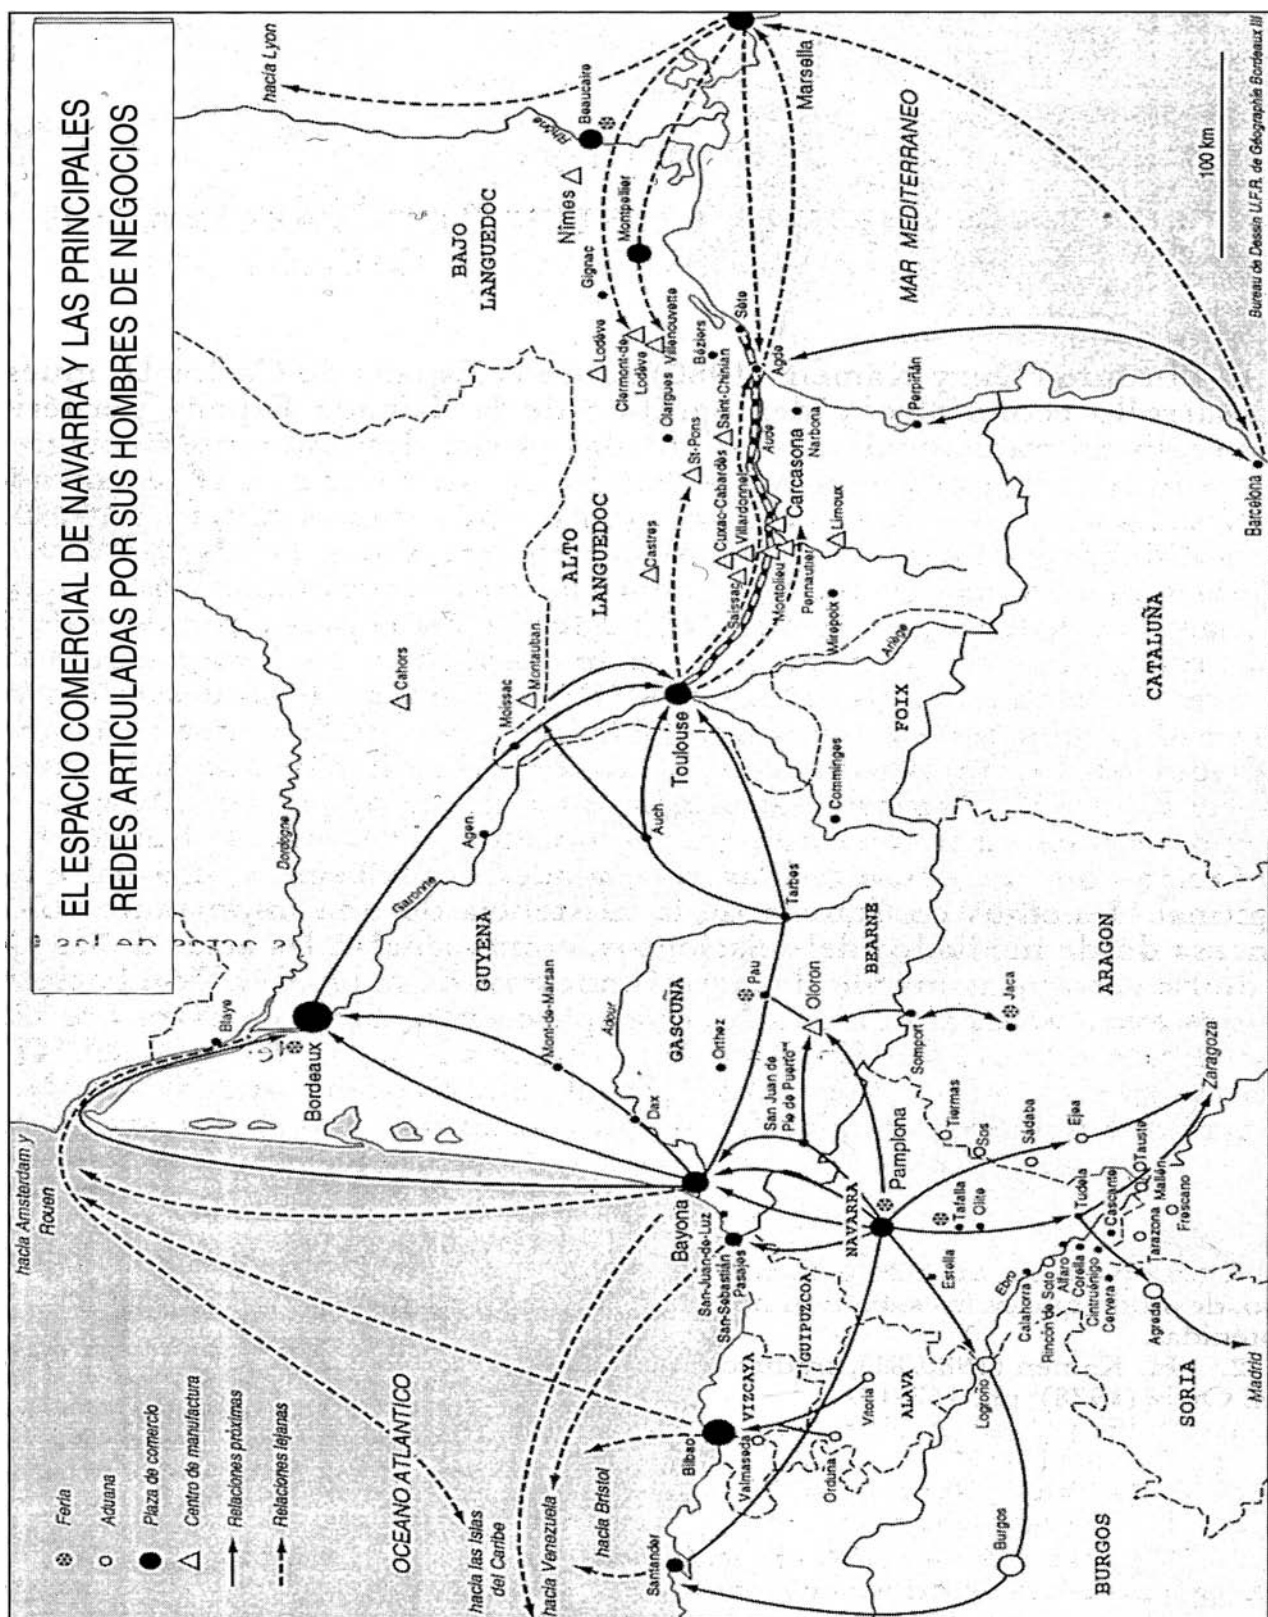 EL ESPACIO COMERCIAL DE NAVARRA Y LAS PRINCIPALES
REDES ARTICULADAS POR SUS HOMBRES DE NEGOCIOS
Feria
Aduana
Plaza de comercio
Centro de manufactura
Relaciones próximas
Relaciones lejanas
OCEANO ATLANTICO
hacia Amsterdam y
Rouen
hacia las Islas
del Caribe
hacia Venezuela
hacia Bristol
hacia Lyon
Blaye
Bordeaux
Dordogne
Garonne
Agen
GUYENA
Mont-de-Marsan
Adour
Dax
GASCUÑA
Orthez
Pau
Tarbes
Auch
Moissac
Montauban
Cahors
Toulouse
ALTO
LANGUEDOC
Castres
BAJO
LANGUEDOC
Rhône
Beaucaire
Nîmes
Montpellier
Gignac
Lodève
Clermont-de
Lodève
Villenouvette
Olargues
Béziers
Sète
St-Pons
Saint-Chinian
Agde
Aude
Cuxac-Cabardès
Villardonnel
Saissac
Montolieu
Pennautier
Carcasona
Narbona
Limoux
Mirepoix
Ariège
FOIX
Comminges
Perpiñán
Marsella
MAR MEDITERRANEO
Barcelona
CATALUÑA
100 km
Bureau de Dessin U.F.R. de Géographie Bordeaux III
BEARNE
Oloron
Somport
Jaca
ARAGON
San Juan de
Pie de Puerto
Bayona
San-Juan-de-Luz
San-Sebastián
Pasajes
Pamplona
NAVARRA
Tafalla
Olite
Estella
Tiermas
Sos
Sádaba
Ejea
Zaragoza
Tudela
Cascante
Tauste
Mallén
Frescano
Tarazona
Ebro
Calahorra
Rincón de Soto
Alfaro
Corella
Cintruénigo
Cervera
Agreda
Madrid
SORIA
Logroño
GUIPUZCOA
VIZCAYA
ALAVA
Vitoria
Bilbao
Valmaseda
Orduña
Santander
Burgos
BURGOS